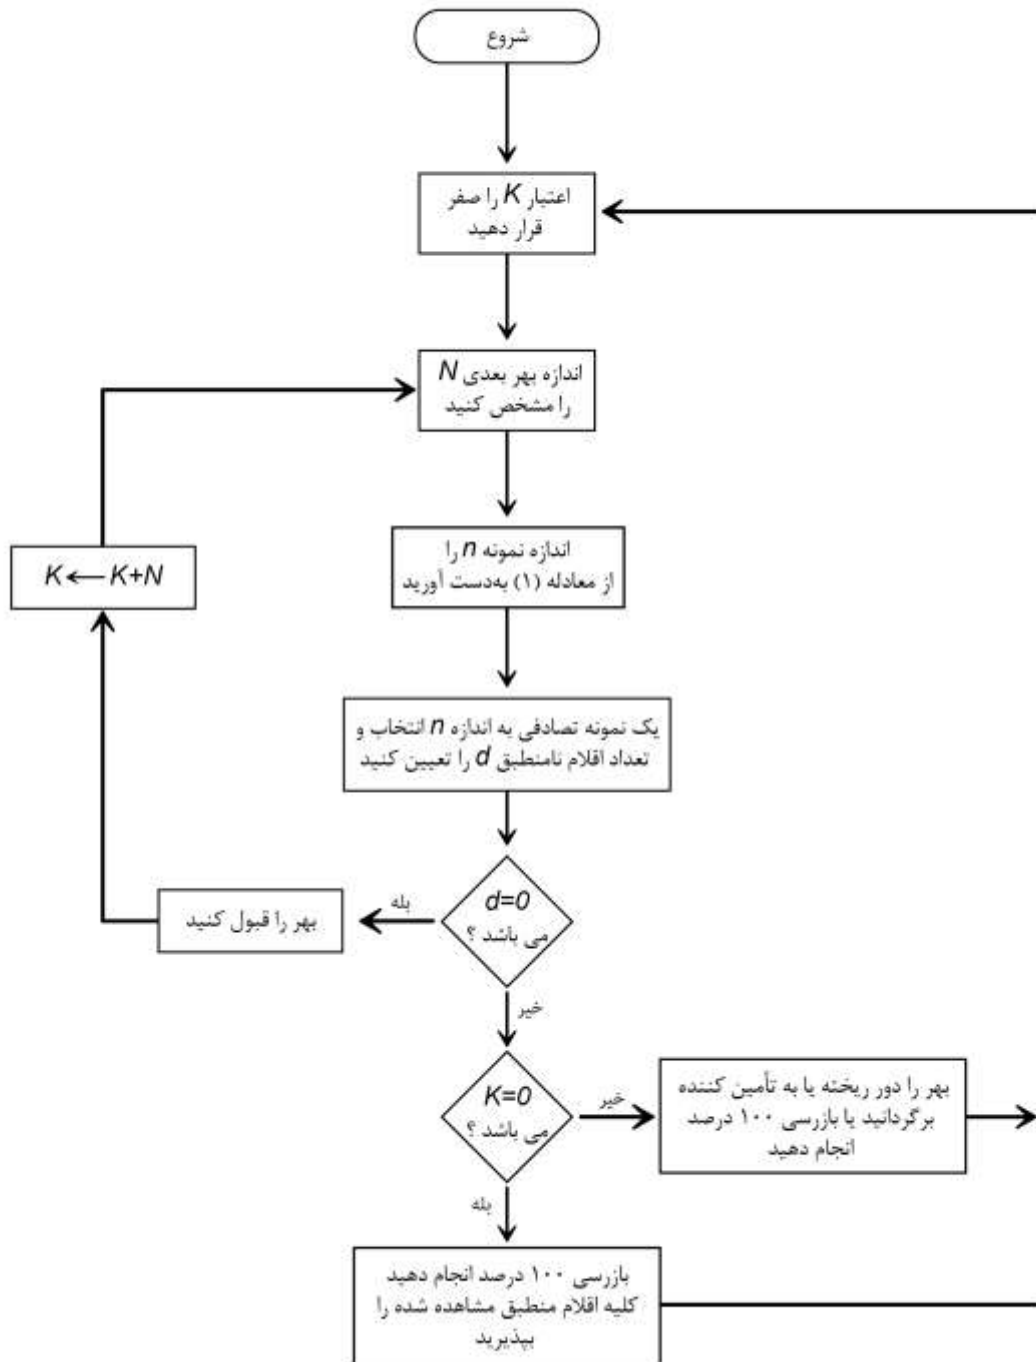 شروع
اعتبار K را صفر
قرار دهید
اندازه بهر بعدی N
را مشخص کنید
اندازه نمونه n را
از معادله (۱) به‌دست آورید
K ⟵ K+N
یک نمونه تصادفی به اندازه n انتخاب و
تعداد اقلام نامنطبق d را تعیین کنید
d=0
می باشد ؟
بله
بهر را قبول کنید
خیر
K=0
می باشد ؟
خیر
بهر را دور ریخته یا به تأمین کننده
برگردانید یا بازرسی ۱۰۰ درصد
انجام دهید
بله
بازرسی ۱۰۰ درصد انجام دهید
کلیه اقلام منطبق مشاهده شده را
بپذیرید